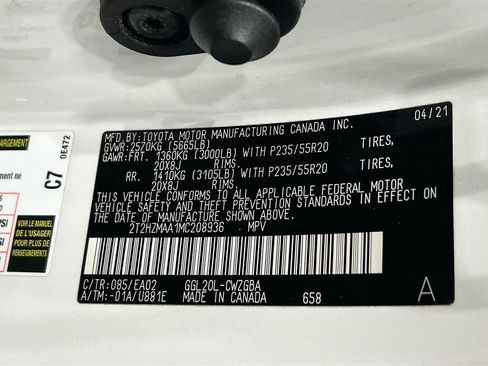 MFD.BY:TOYOTA MOTOR MANUFACTURING CANADA INC. 04/21
GVWR:2570KG (5665LB)
GAWR:FRT. 1360KG (3000LB) WITH P235/55R20 TIRES,
20X8J RIMS.
RR. 1410KG (3105LB) WITH P235/55R20 TIRES,
20X8J RIMS.
THIS VEHICLE CONFORMS TO ALL APPLICABLE FEDERAL MOTOR
VEHICLE SAFETY AND THEFT PREVENTION STANDARDS IN EFFECT ON
THE DATE OF MANUFACTURE SHOWN ABOVE.
2T2HZMAA1MC208936 MPV
C/TR:085/EA02 GGL20L-CWZGBA
A/TM:-01A/U881E MADE IN CANADA 658 A
ARGEMENT
ent ne
C7
0E472
VOIR LE MANUEL
DE L'USAGER
POUR PLUS DE
RENSEIGNEMENTS